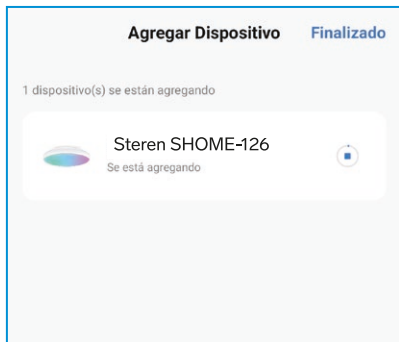 Agregar Dispositivo
Finalizado
1 dispositivo(s) se están agregando
Steren SHOME-126
Se está agregando